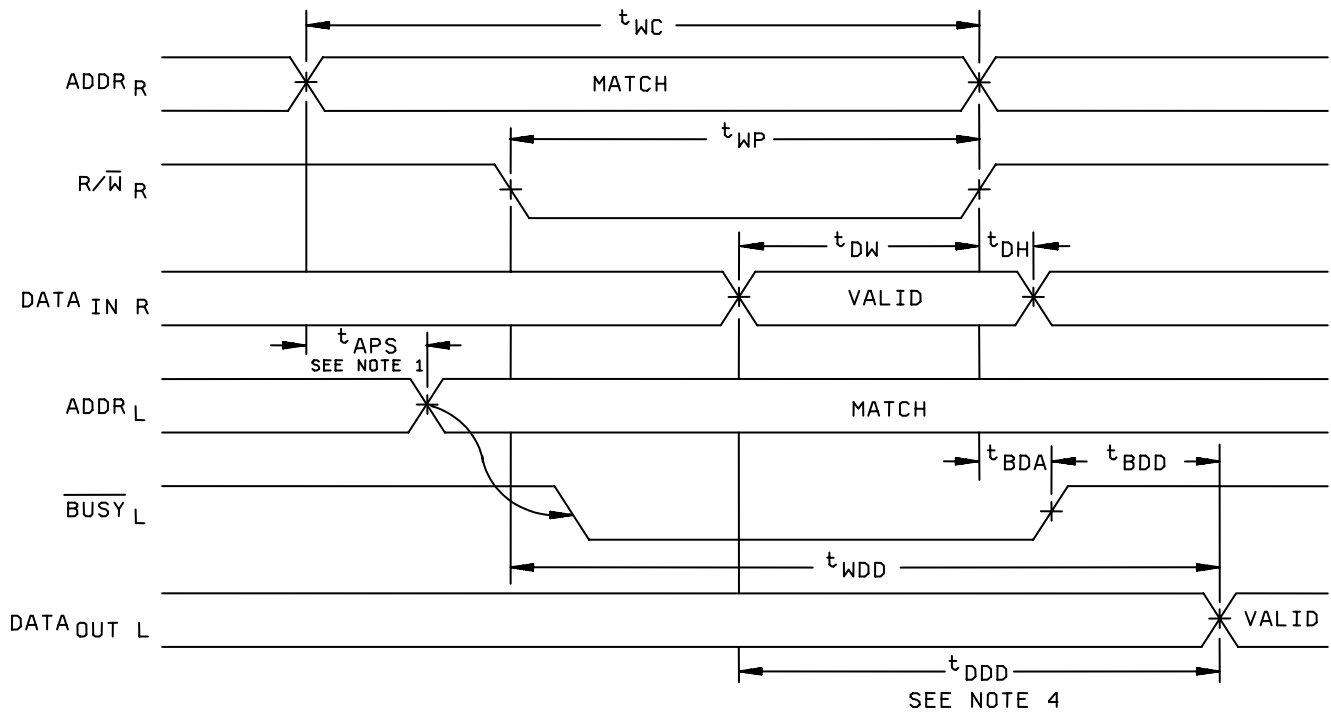 tWC
ADDR R MATCH
tWP
R/W̅ R
tDW tDH
DATA IN R VALID
tAPS
SEE NOTE 1
ADDR L MATCH
tBDA tBDD
B̅U̅S̅Y̅ L
tWDD
DATA OUT L VALID
tDDD
SEE NOTE 4